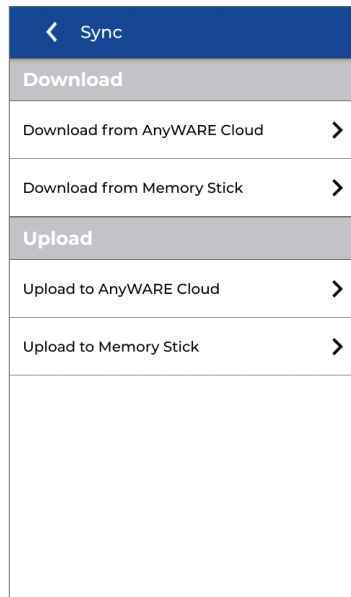 Sync
Download
Download from AnyWARE Cloud
Download from Memory Stick
Upload
Upload to AnyWARE Cloud
Upload to Memory Stick